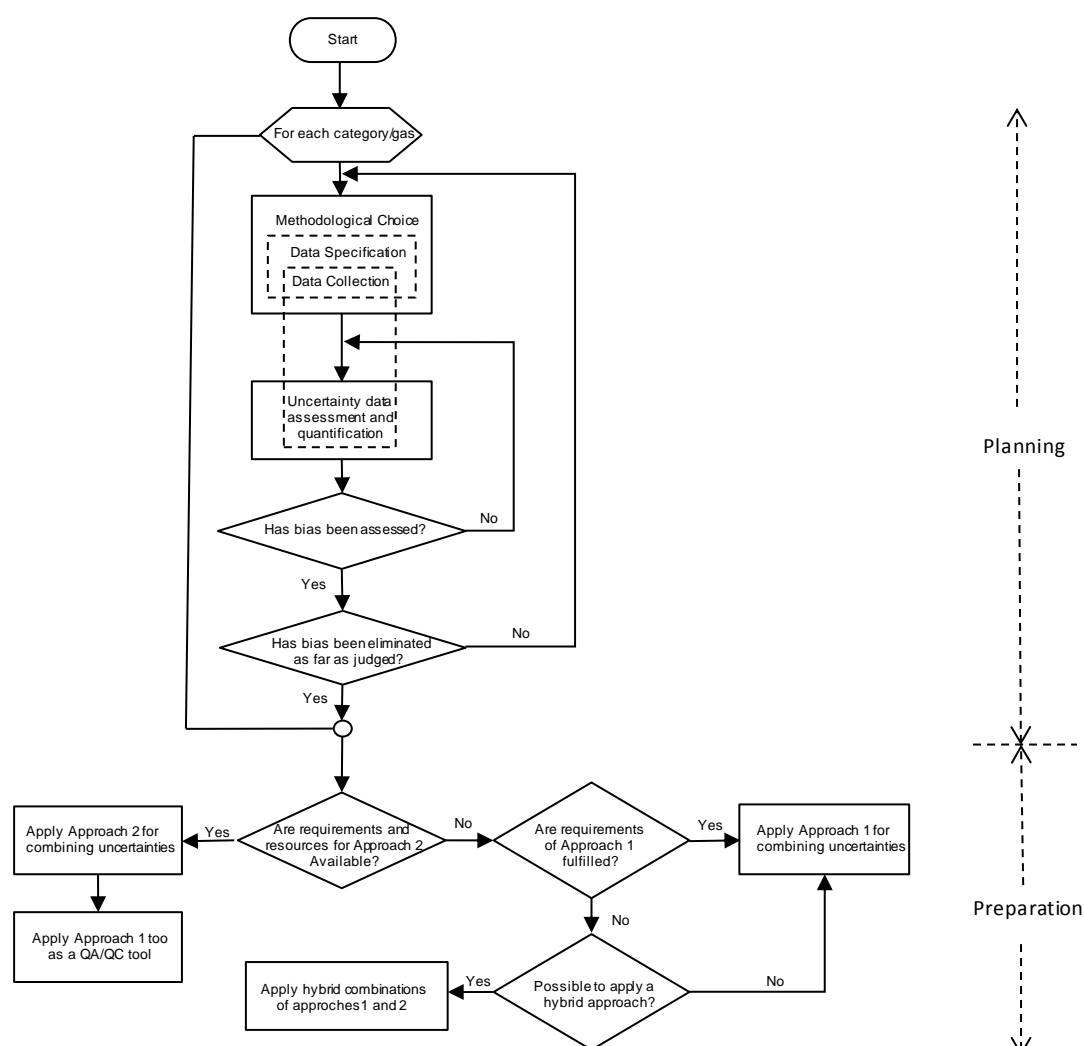 Start
For each category/gas
Methodological Choice
Data Specification
Data Collection
Uncertainty data
assessment and
quantification
Has bias been assessed?
No
Yes
Has bias been eliminated
as far as judged?
No
Yes
Planning
Are requirements and
resources for Approach 2
Available?
Yes
Apply Approach 2 for
combining uncertainties
Apply Approach 1 too
as a QA/QC tool
No
Are requirements
of Approach 1
fulfilled?
Yes
Apply Approach 1 for
combining uncertainties
No
Possible to apply a
hybrid approach?
Yes
Apply hybrid combinations
of approches 1 and 2
No
Preparation